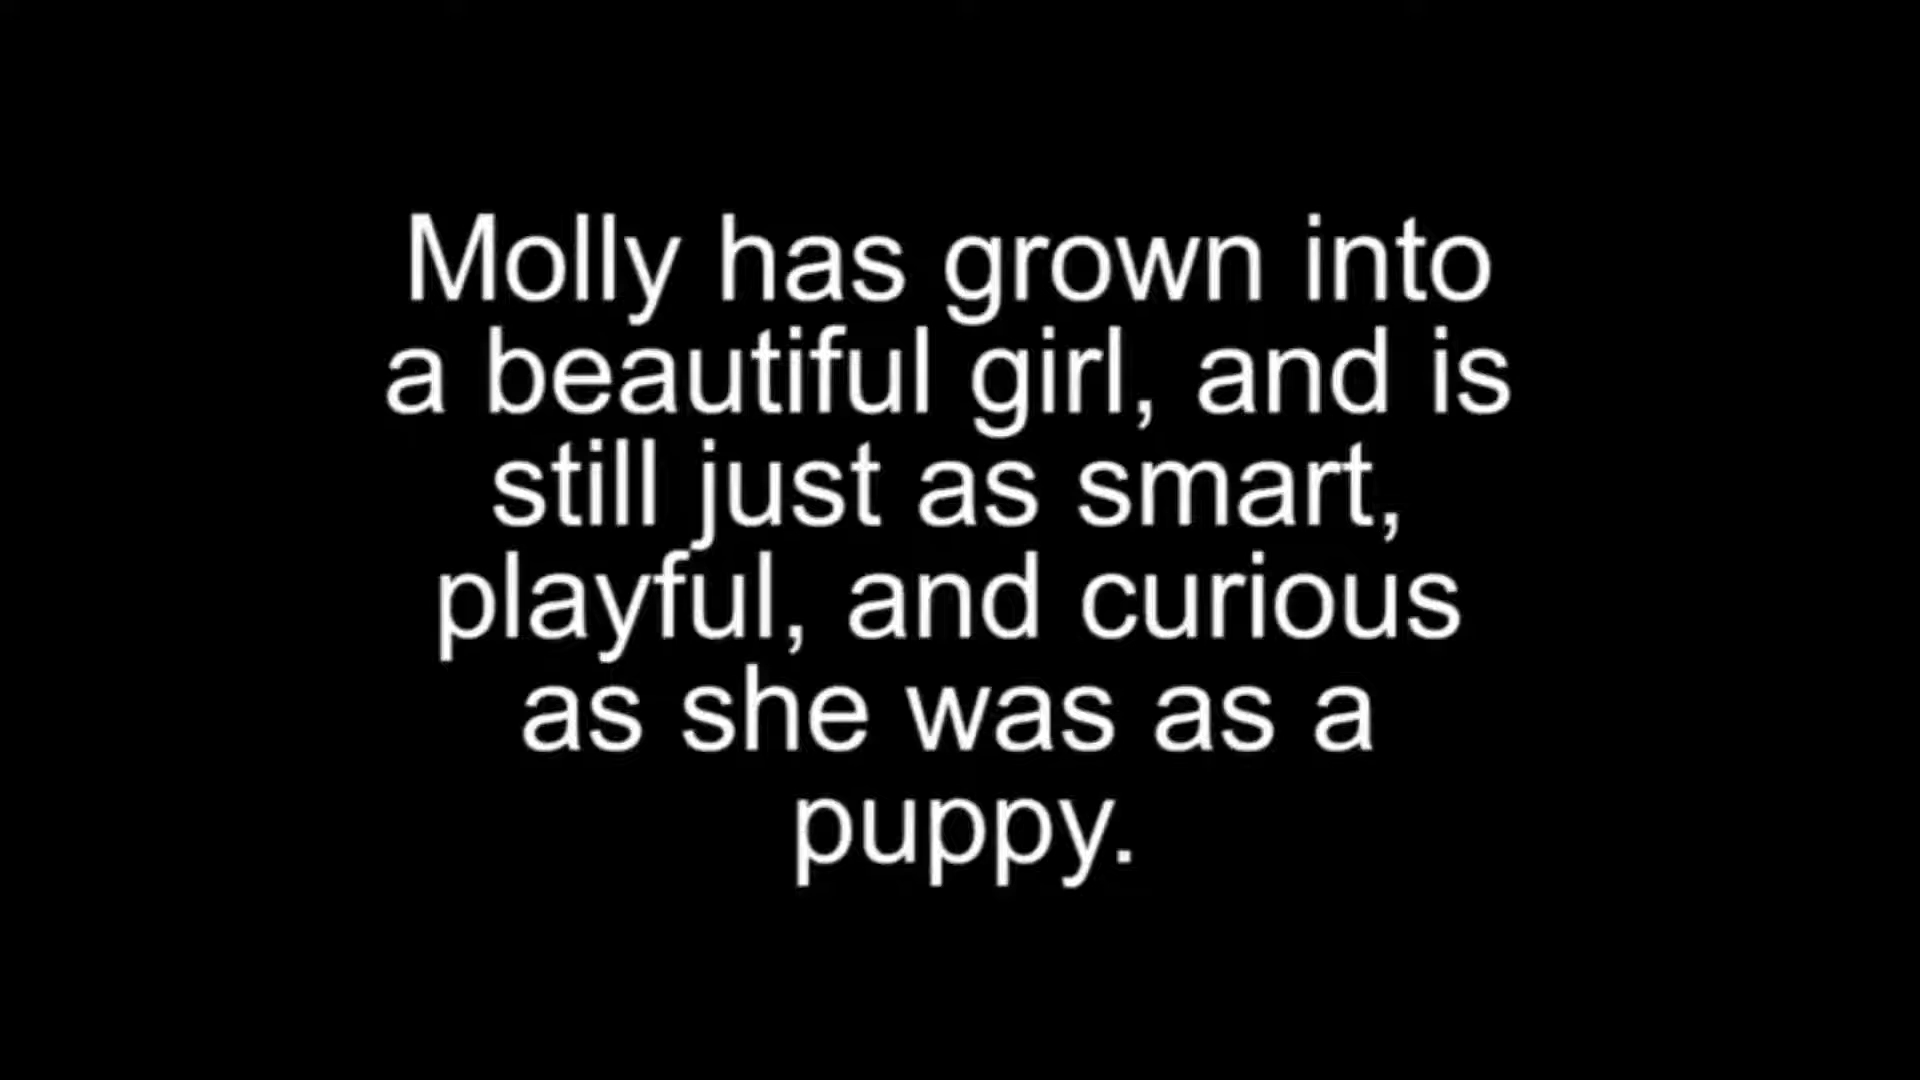 Molly has grown into
a beautiful girl, and is
still just as smart,
playful, and curious
as she was as a
puppy.